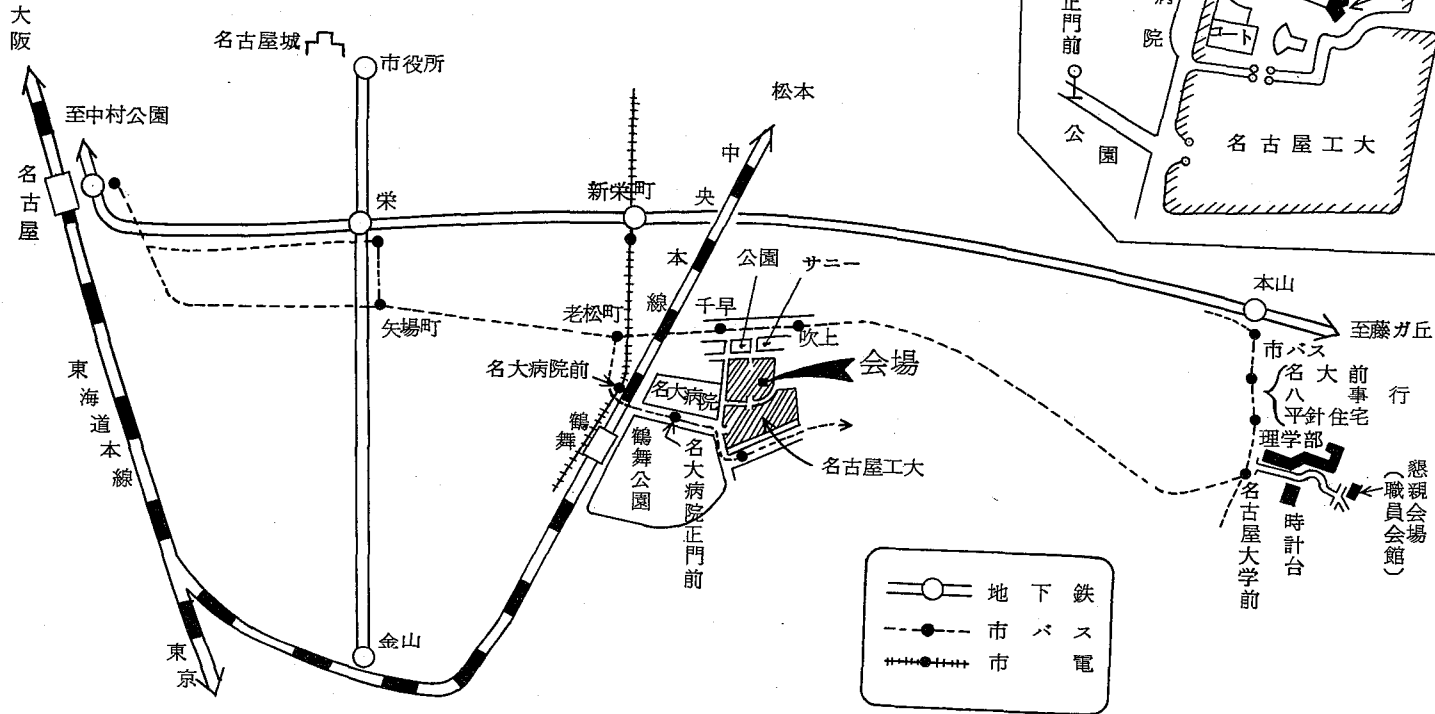 大阪
名古屋城
市役所
至中村公園
名古屋
栄
新栄町
松本
中央本線
矢場町
老松町
千早
公園
サニー
吹上
会場
名大病院前
名大病院
鶴舞
鶴舞公園
名大病院正門前
名古屋工大
本山
至藤ガ丘
市バス
名大前
八事
平針住宅
行
理学部
名古屋大学前
時計台
懇親会場
(職員会館)
東海道本線
東京
金山
地下鉄
市バス
市電
正門前
病院
コート
公園
名古屋工大